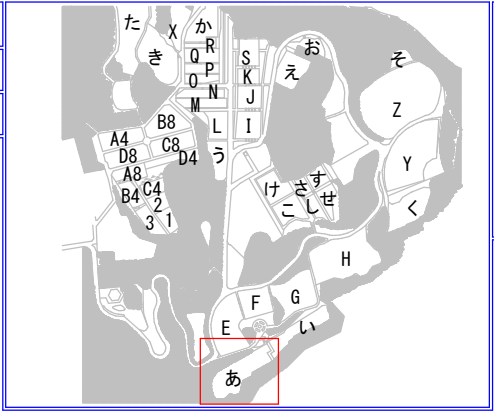 た X か
き Q R そ
O P S お
M N K え
L J Z
B8 I
A4 C8 う
D8 D4 Y
A8 C4 け さ す
B4 2 こ し せ く
3 1
H
F G
E い
あ